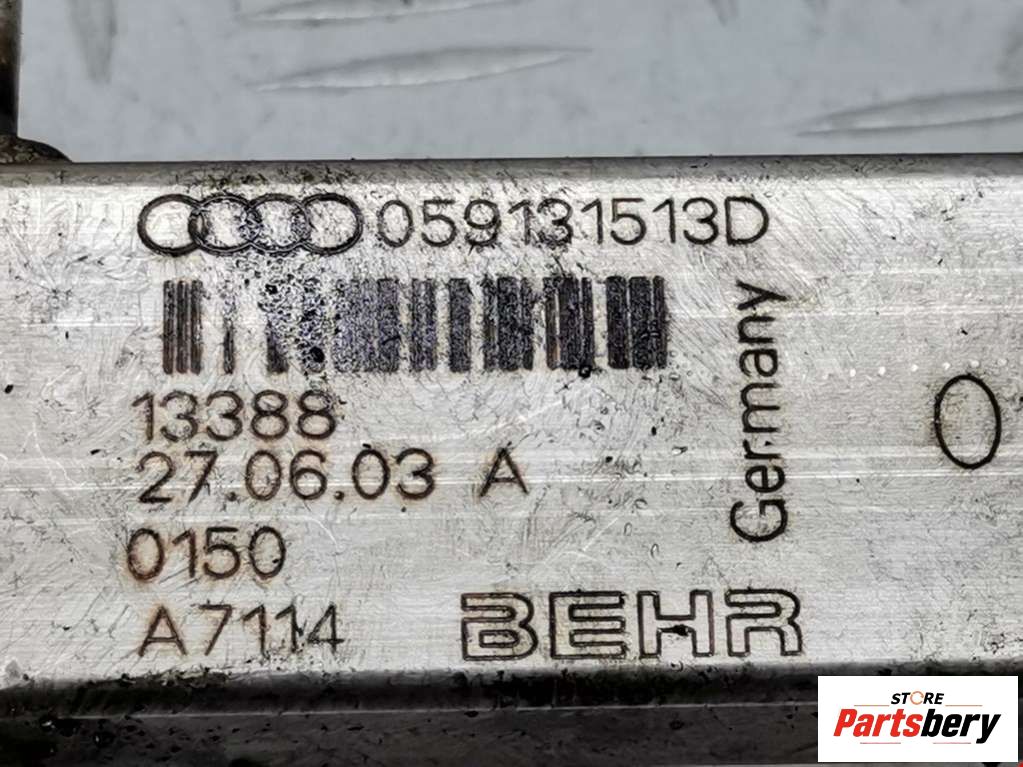 059131513D
13388
27.06.03 A
0150
A7114
Germany
BEHR
STORE
Partsbery